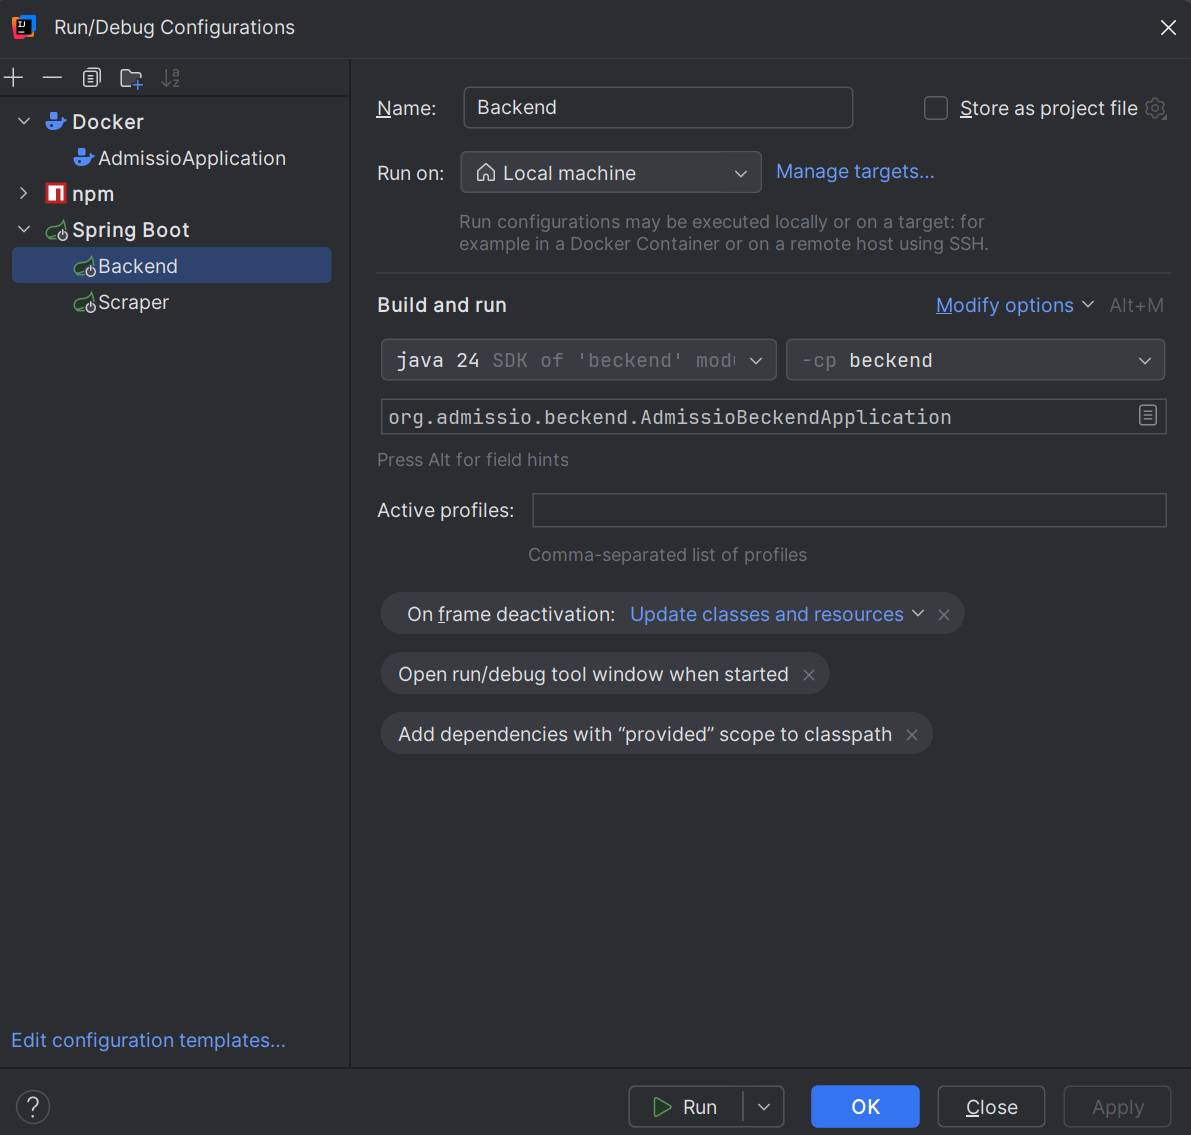 Run/Debug Configurations
Docker
AdmissioApplication
npm
Spring Boot
Backend
Scraper
Edit configuration templates...
Name: Backend Store as project file
Run on: Local machine Manage targets...
Run configurations may be executed locally or on a target: for
example in a Docker Container or on a remote host using SSH.
Build and run Modify options Alt+M
java 24 SDK of 'beckend' -cp beckend
org.admissio.beckend.AdmissioBeckendApplication
Press Alt for field hints
Active profiles:
Comma-separated list of profiles
On frame deactivation: Update classes and resources
Open run/debug tool window when started
Add dependencies with “provided” scope to classpath
? Run OK Close Apply